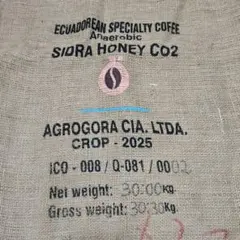 ECUADOREAN SPECIALTY COFEE
Anaerobic
SIDRA HONEY CO2
AGROGORA CIA. LTDA.
CROP - 2025
ICO - 008 / Q-081 / 0002
Net weight: 30:00Kg.
Gross weight: 30:30Kg.